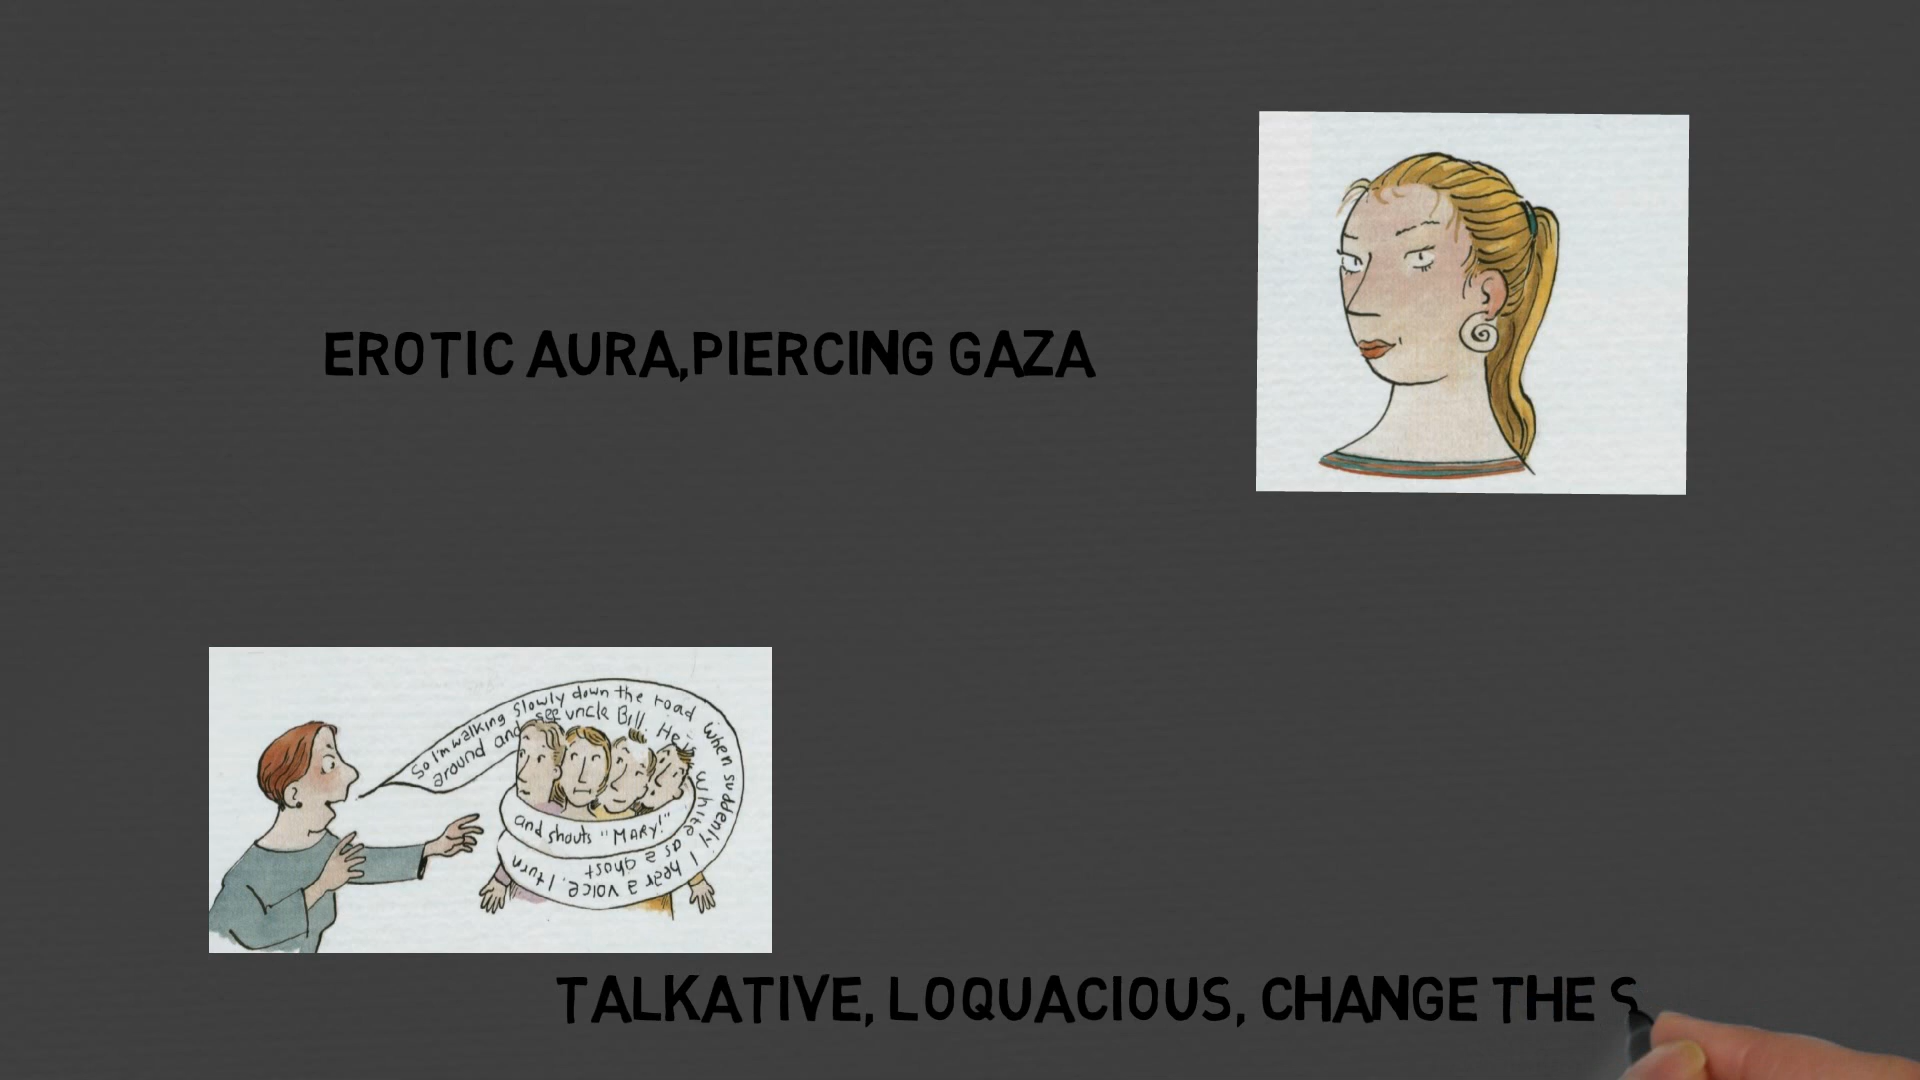 EROTIC AURA,PIERCING GAZA
So I'm walking slowly down the road when suddenly I
hear a voice. I turn
around and see uncle Bill. He's
white as a ghost
and shouts "MARY!"
TALKATIVE, LOQUACIOUS, CHANGE THE S